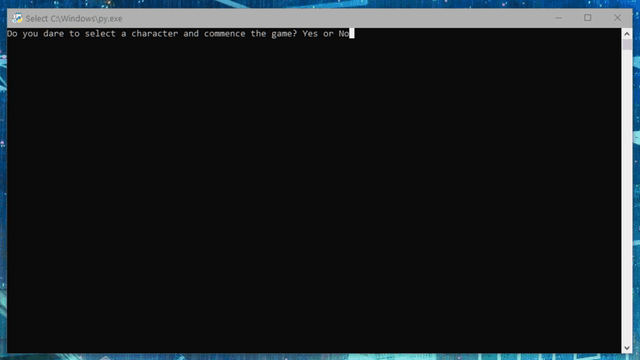 Select C:\Windows\py.exe
Do you dare to select a character and commence the game? Yes or No